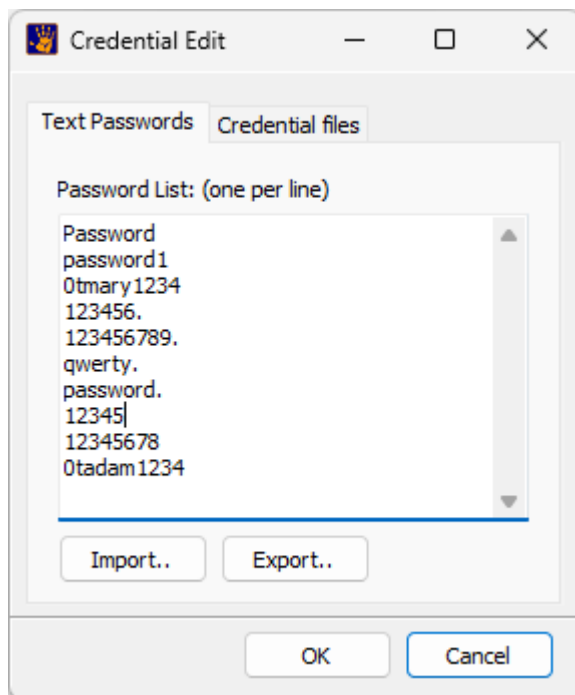 Credential Edit
Text Passwords
Credential files
Password List: (one per line)
Password
password1
0tmary1234
123456.
123456789.
qwerty.
password.
12345
12345678
0tadam1234
Import..
Export..
OK
Cancel